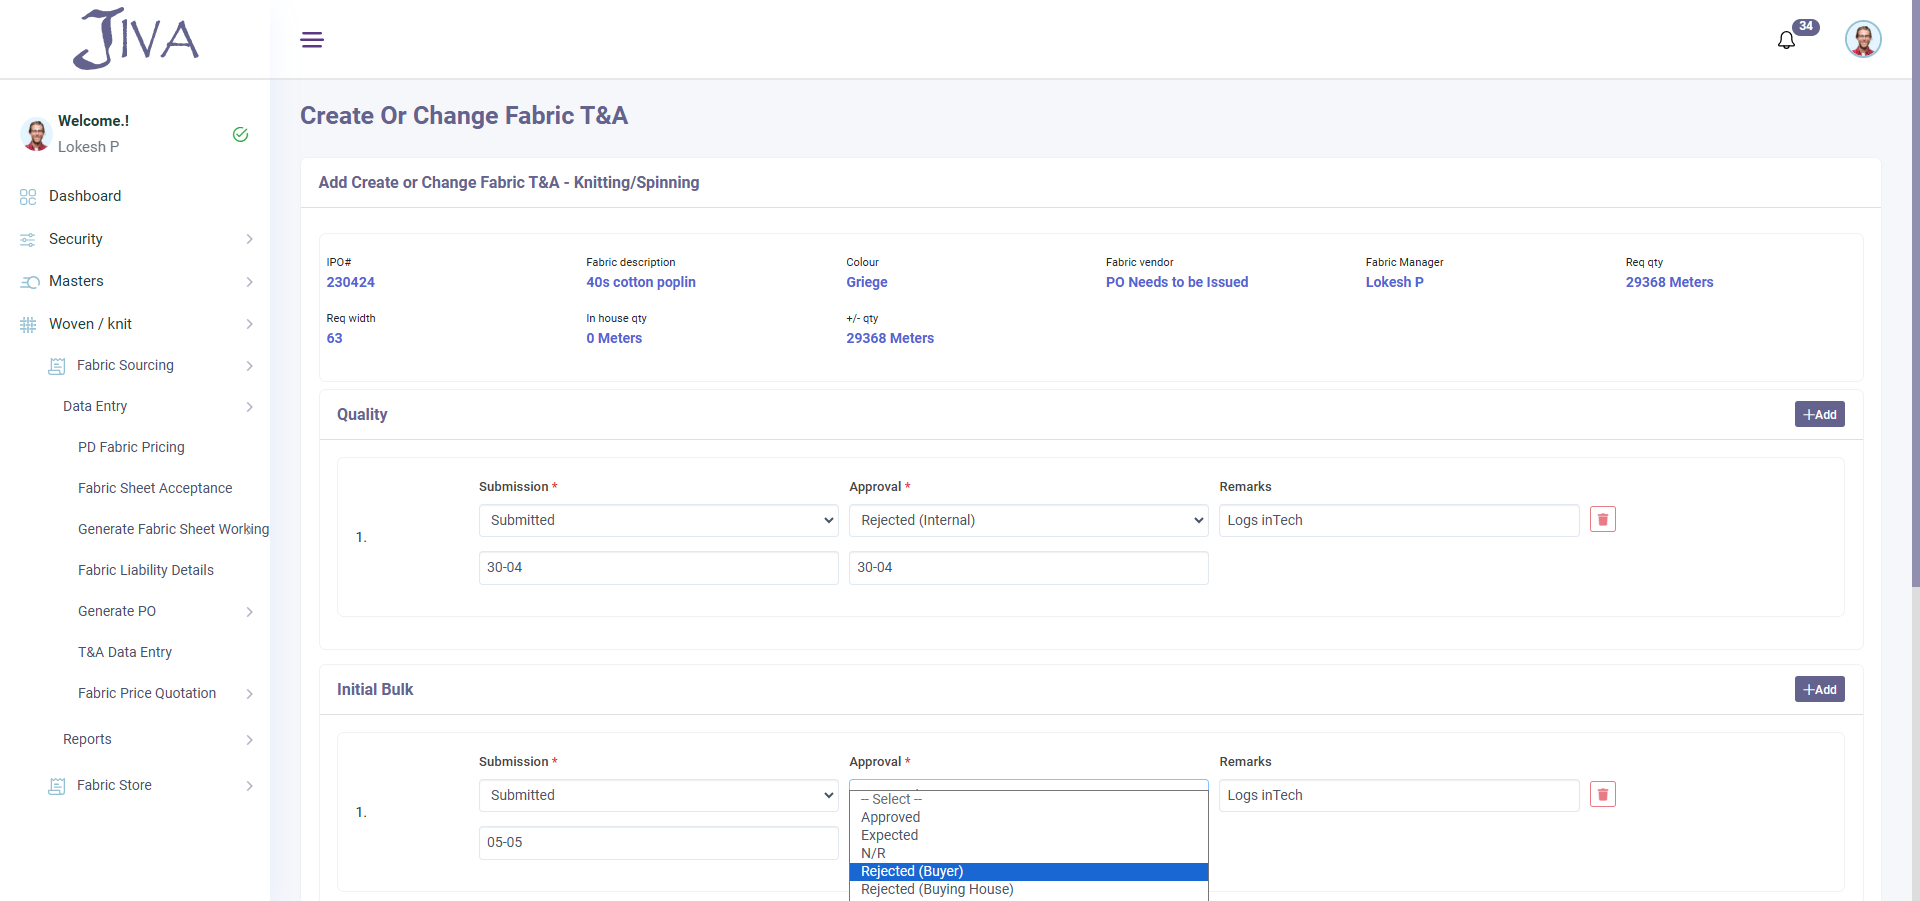 JIVA
34
Welcome.!
Lokesh P
Dashboard
Security
Masters
Woven / knit
Fabric Sourcing
Data Entry
PD Fabric Pricing
Fabric Sheet Acceptance
Generate Fabric Sheet Working
Fabric Liability Details
Generate PO
T&A Data Entry
Fabric Price Quotation
Reports
Fabric Store
Create Or Change Fabric T&A
Add Create or Change Fabric T&A - Knitting/Spinning
IPO# Fabric description Colour Fabric vendor Fabric Manager Req qty
230424 40s cotton poplin Griege PO Needs to be Issued Lokesh P 29368 Meters
Req width In house qty +/- qty
63 0 Meters 29368 Meters
Quality +Add
Submission * Approval * Remarks
1.
Submitted Rejected (Internal) Logs inTech
30-04 30-04
Initial Bulk +Add
Submission * Approval * Remarks
1.
Submitted Logs inTech
05-05
-- Select --
Approved
Expected
N/R
Rejected (Buyer)
Rejected (Buying House)